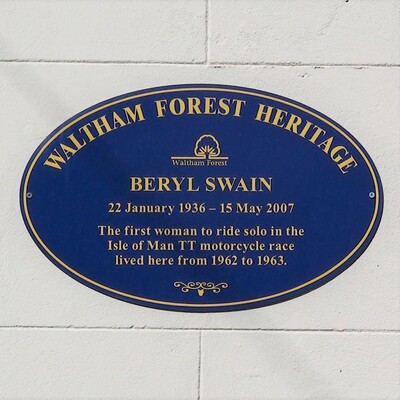 WALTHAM FOREST HERITAGE
Waltham Forest
BERYL SWAIN
22 January 1936 – 15 May 2007
The first woman to ride solo in the
Isle of Man TT motorcycle race
lived here from 1962 to 1963.